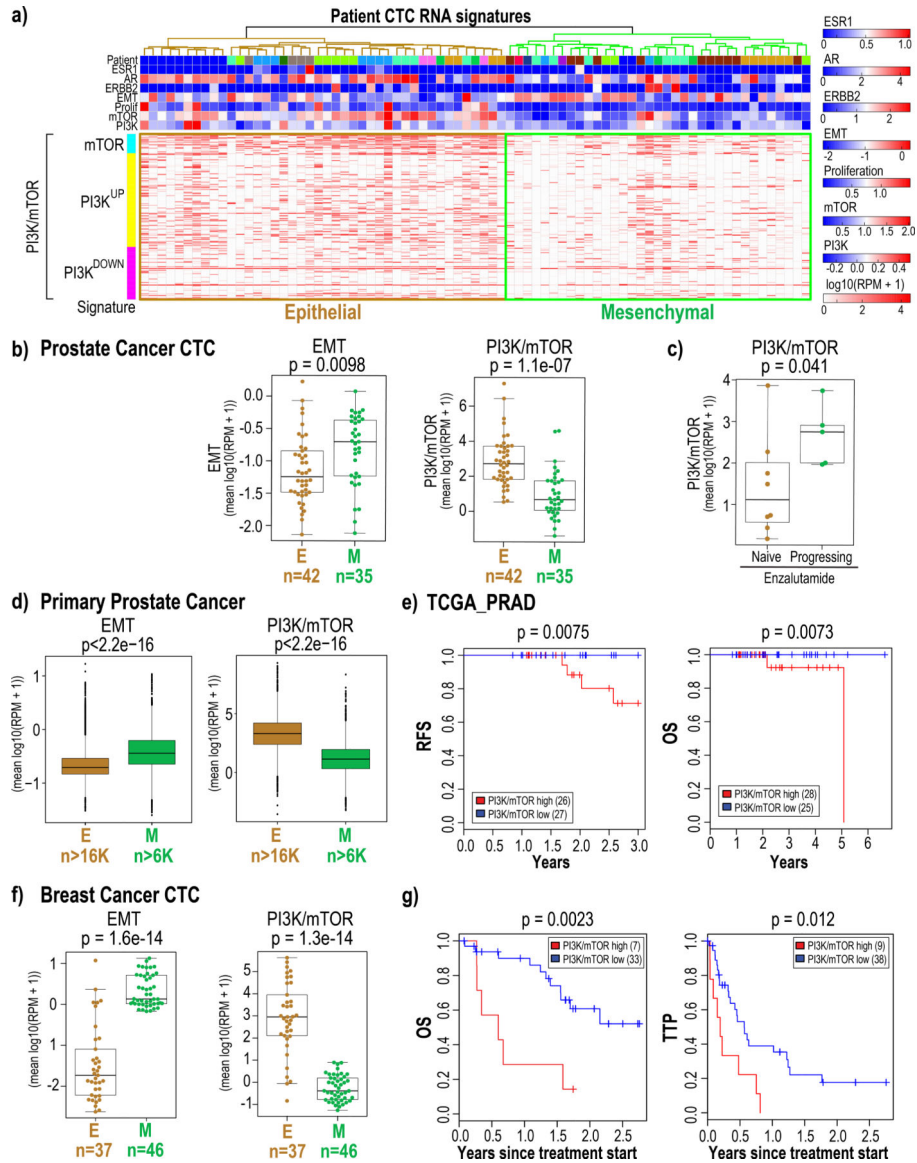 a)
Patient CTC RNA signatures
Patient
ESR1
AR
ERBB2
EMT
Prolif
mTOR
PI3K
mTOR
PI3K/mTOR
PI3K^UP
PI3K^DOWN
Signature
Epithelial
Mesenchymal
ESR1
0 0.5 1.0
AR
0 2 4
ERBB2
0 1 2
EMT
-2 -1 0
Proliferation
0.5 1.0
mTOR
0.5 1.0 1.5 2.0
PI3K
-0.2 0.0 0.2 0.4
log10(RPM + 1)
0 2 4
b) Prostate Cancer CTC
EMT
p = 0.0098
EMT
(mean log10(RPM + 1))
0.0
-0.5
-1.0
-1.5
-2.0
E M
n=42 n=35
PI3K/mTOR
p = 1.1e-07
PI3K/mTOR
(mean log10(RPM + 1))
6
4
2
0
E M
n=42 n=35
c)
PI3K/mTOR
p = 0.041
PI3K/mTOR
(mean log10(RPM + 1))
4
3
2
1
Naive Progressing
Enzalutamide
d) Primary Prostate Cancer
EMT
p<2.2e−16
(mean log10(RPM + 1))
1
0
−1
E M
n>16K n>6K
PI3K/mTOR
p<2.2e−16
(mean log10(RPM + 1))
5
0
E M
n>16K n>6K
e) TCGA_PRAD
p = 0.0075
RFS
1.0
0.8
0.6
0.4
0.2
0.0
PI3K/mTOR high (26)
PI3K/mTOR low (27)
0.0 0.5 1.0 1.5 2.0 2.5 3.0
Years
p = 0.0073
OS
1.0
0.8
0.6
0.4
0.2
0.0
PI3K/mTOR high (28)
PI3K/mTOR low (25)
0 1 2 3 4 5 6
Years
f) Breast Cancer CTC
EMT
p = 1.6e-14
(mean log10(RPM + 1))
1
0
-2
E M
n=37 n=46
PI3K/mTOR
p = 1.3e-14
(mean log10(RPM + 1))
5
4
3
2
1
0
-1
E M
n=37 n=46
g)
p = 0.0023
OS
1.0
0.8
0.6
0.4
0.2
0.0
PI3K/mTOR high (7)
PI3K/mTOR low (33)
0.0 0.5 1.0 1.5 2.0 2.5
Years since treatment start
p = 0.012
TTP
1.0
0.8
0.6
0.4
0.2
0.0
PI3K/mTOR high (9)
PI3K/mTOR low (38)
0.0 0.5 1.0 1.5 2.0 2.5
Years since treatment start